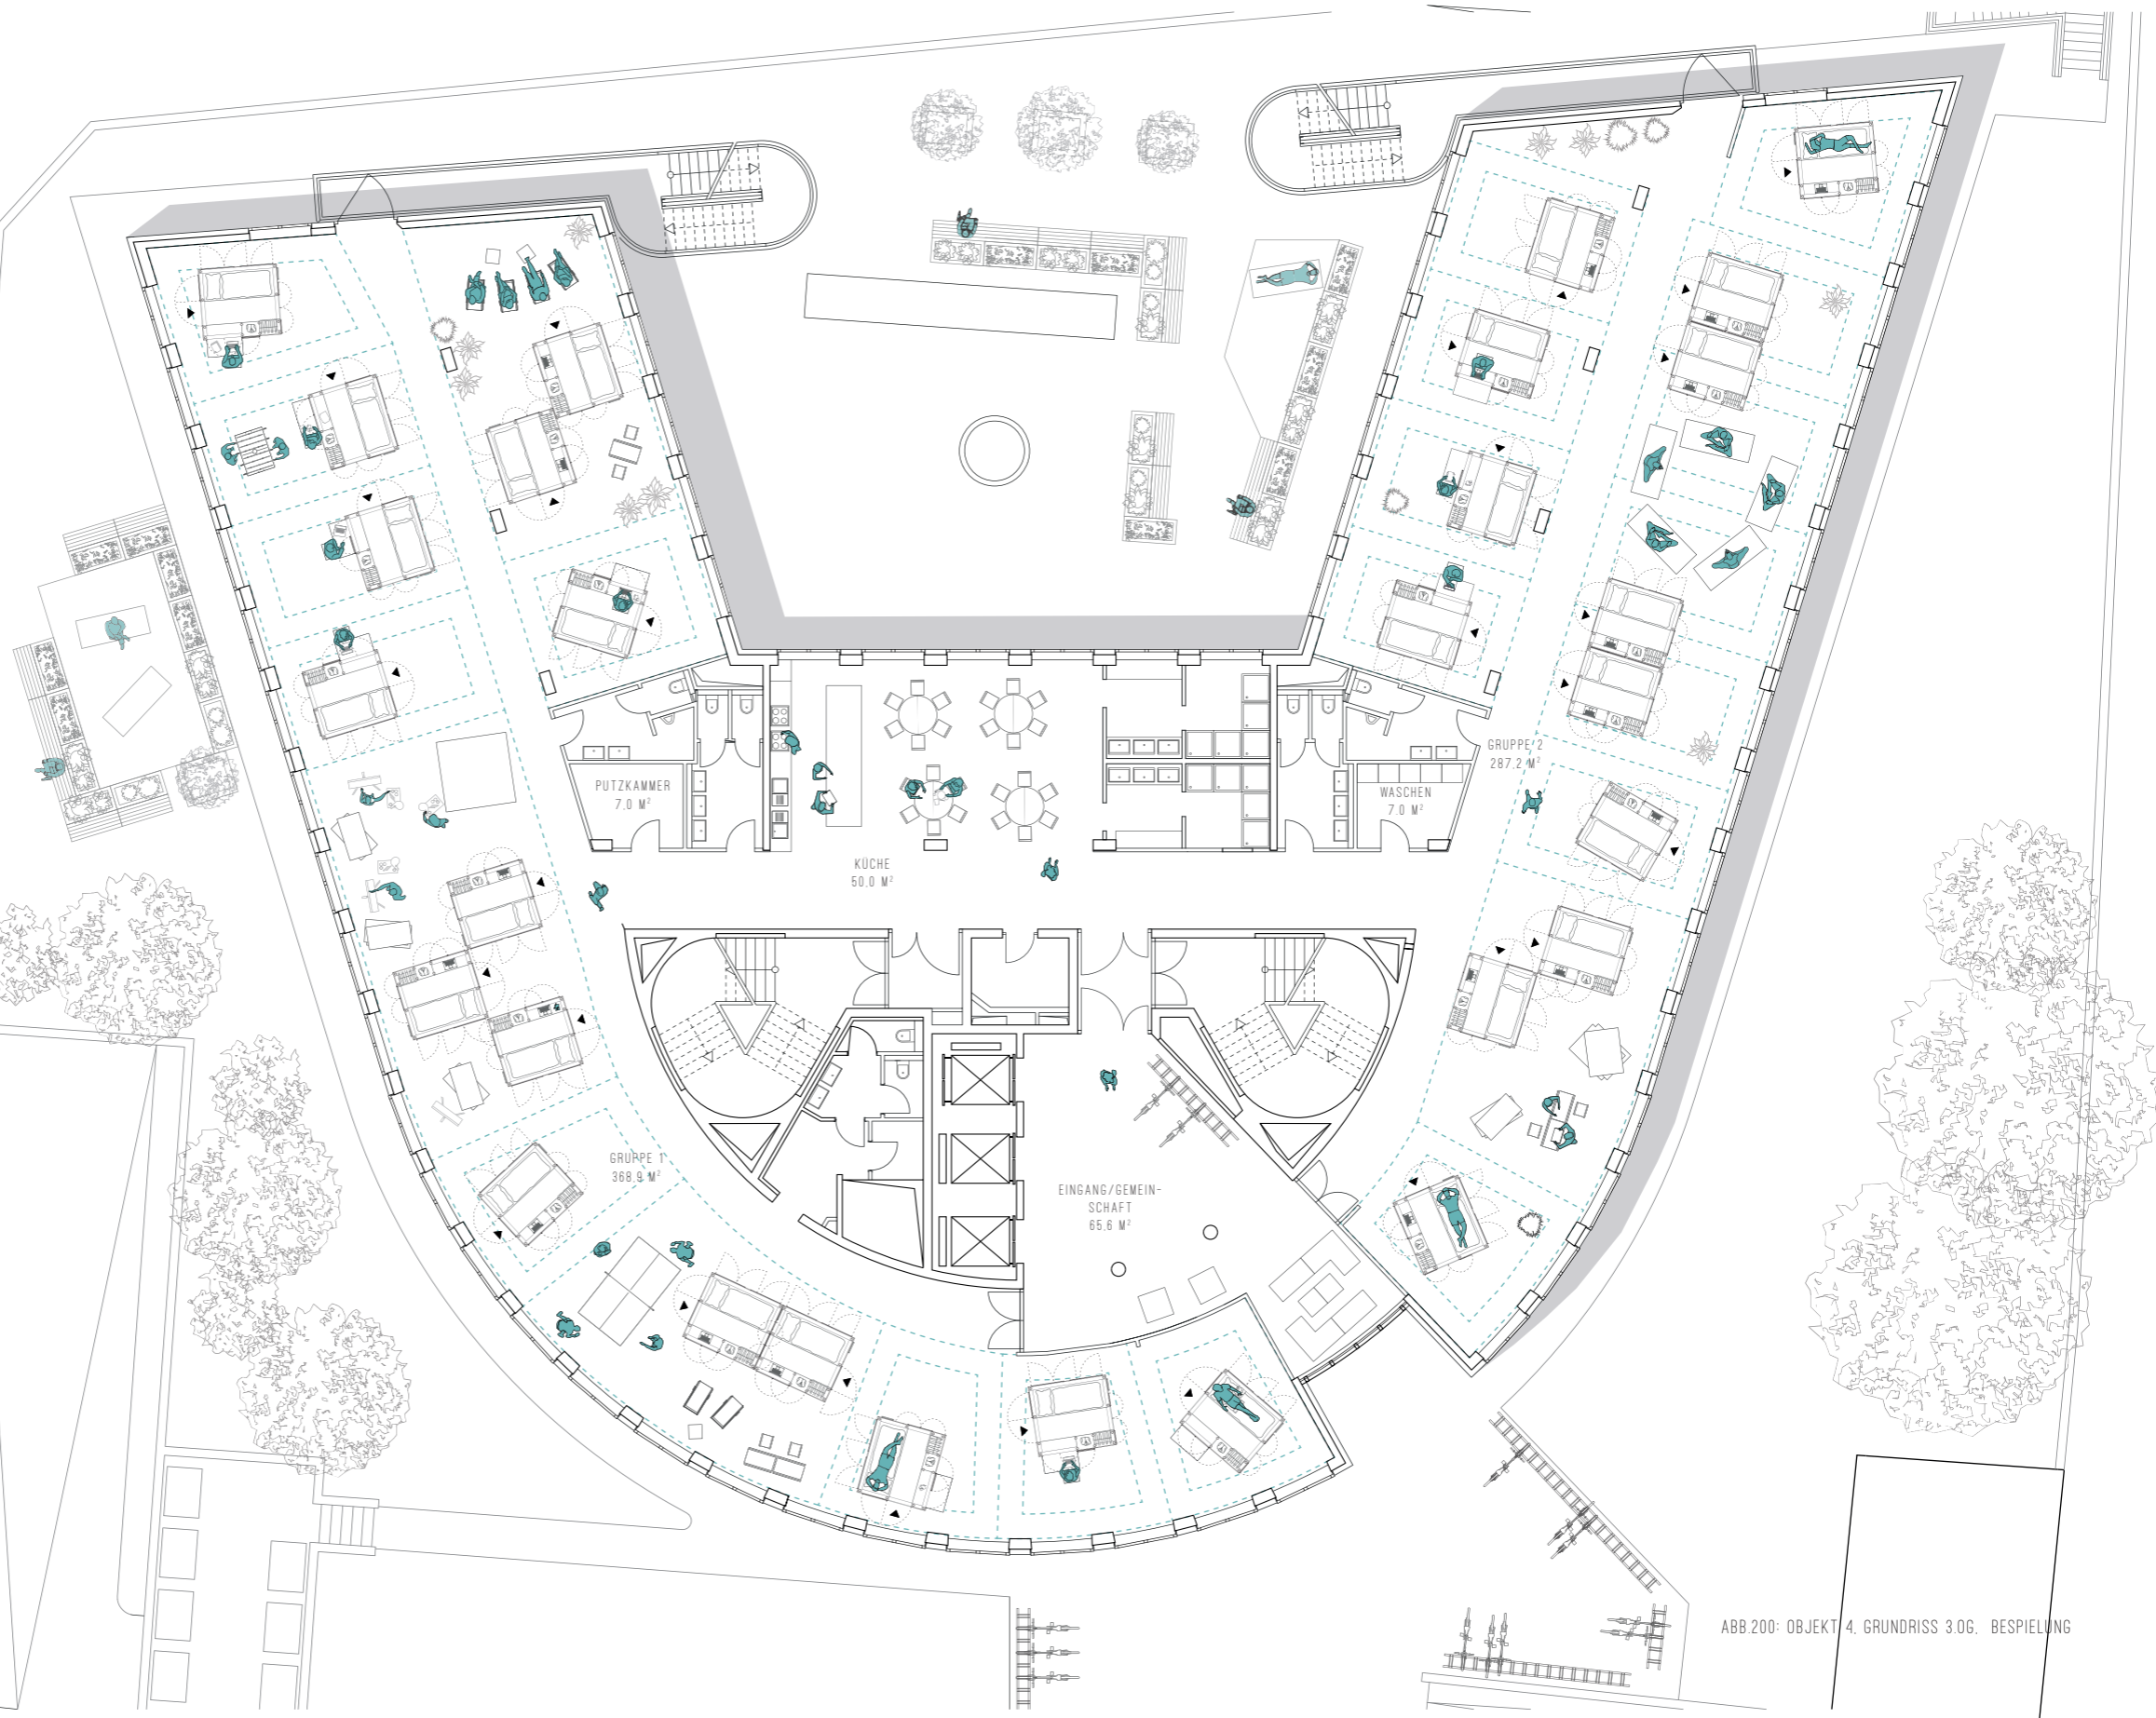 PUTZKAMMER
7.0 M²
KÜCHE
50.0 M²
GRUPPE 2
287.2 M²
WASCHEN
7.0 M²
GRUPPE 1
368.9 M²
EINGANG/GEMEIN-
SCHAFT
65.6 M²
ABB.200: OBJEKT 4, GRUNDRISS 3.OG, BESPIELUNG